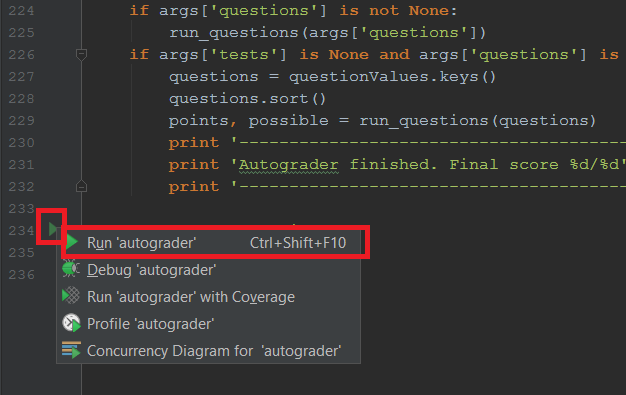 224 if args['questions'] is not None:
225 run_questions(args['questions'])
226 if args['tests'] is None and args['questions'] is
227 questions = questionValues.keys()
228 questions.sort()
229 points, possible = run_questions(questions)
230 print '---------------------------------------
231 print 'Autograder finished. Final score %d/%d'
232 print '---------------------------------------
233
234
Run 'autograder' Ctrl+Shift+F10
235
Debug 'autograder'
236
Run 'autograder' with Coverage
Profile 'autograder'
Concurrency Diagram for 'autograder'